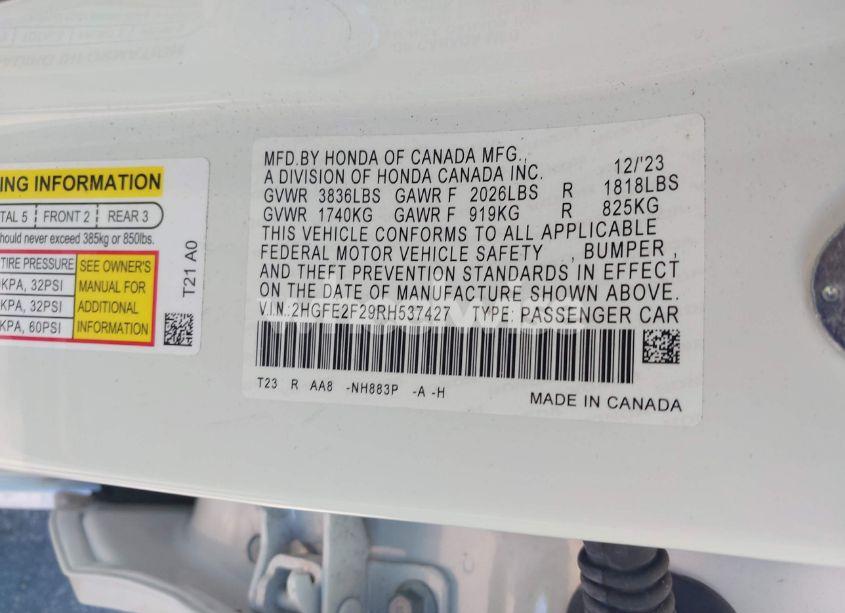 ING INFORMATION
TAL 5 FRONT 2 REAR 3
hould never exceed 385kg or 850lbs.
TIRE PRESSURE SEE OWNER'S
KPA, 32PSI MANUAL FOR
KPA, 32PSI ADDITIONAL
KPA, 60PSI INFORMATION
T21 A0
MFD.BY HONDA OF CANADA MFG., 12/'23
A DIVISION OF HONDA CANADA INC.
GVWR 3836LBS GAWR F 2026LBS R 1818LBS
GVWR 1740KG GAWR F 919KG R 825KG
THIS VEHICLE CONFORMS TO ALL APPLICABLE
FEDERAL MOTOR VEHICLE SAFETY , BUMPER ,
AND THEFT PREVENTION STANDARDS IN EFFECT
ON THE DATE OF MANUFACTURE SHOWN ABOVE.
V.I.N.:2HGFE2F29RH537427 TYPE: PASSENGER CAR
T23 R AA8 -NH883P -A -H
MADE IN CANADA